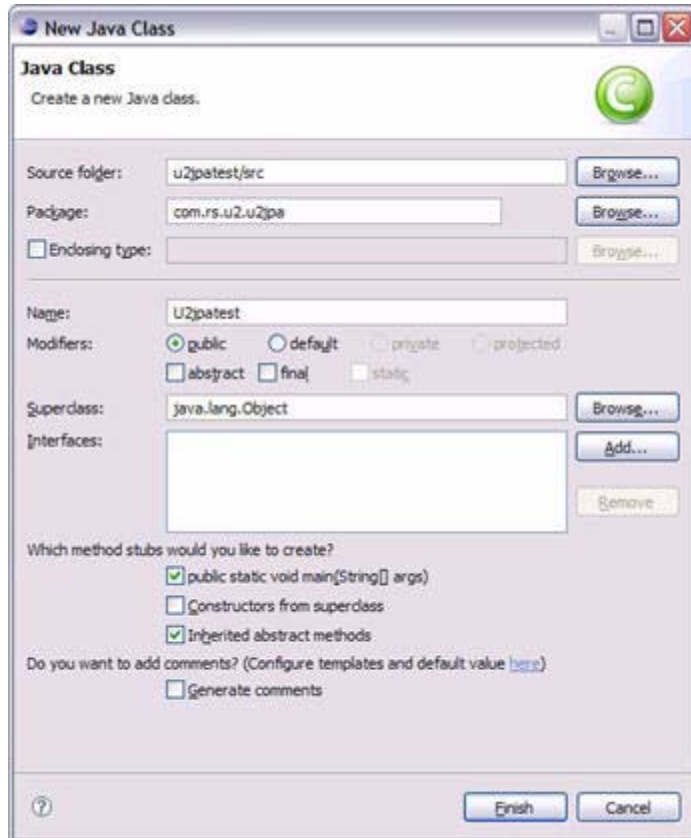 New Java Class
Java Class
Create a new Java class.
Source folder: u2jpatest/src Browse...
Package: com.rs.u2.u2jpa Browse...
Enclosing type: Browse...
Name: U2jpatest
Modifiers: public default private protected
abstract final static
Superclass: java.lang.Object Browse...
Interfaces: Add...
Remove
Which method stubs would you like to create?
public static void main(String[] args)
Constructors from superclass
Inherited abstract methods
Do you want to add comments? (Configure templates and default value here)
Generate comments
? Finish Cancel